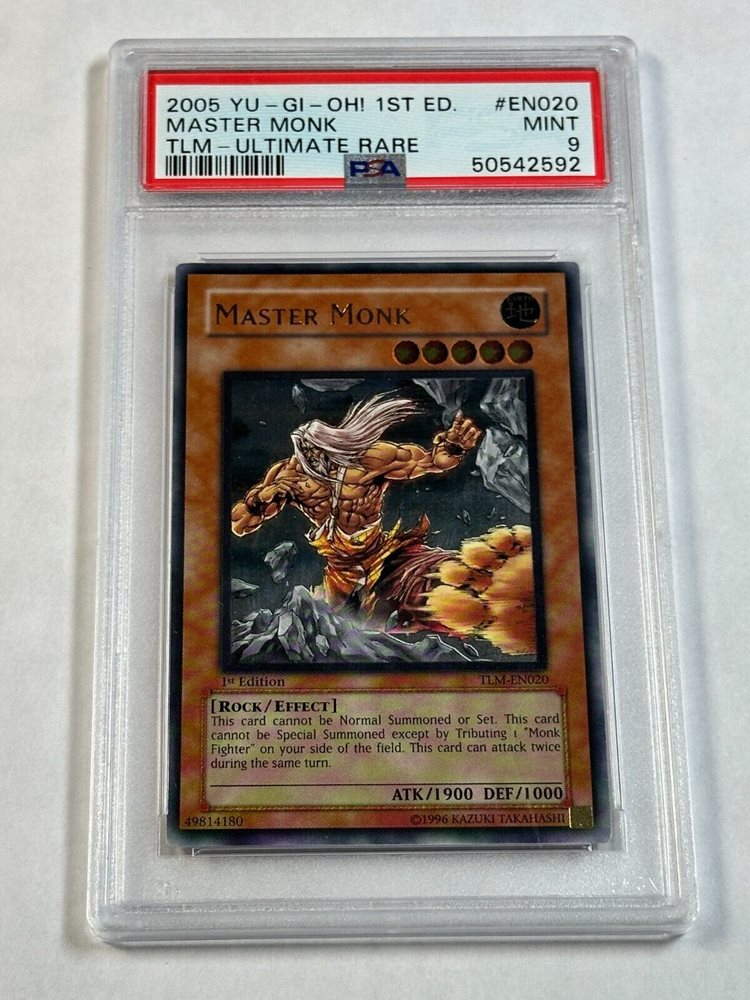 2005 YU-GI-OH! 1ST ED. #EN020
MASTER MONK MINT
TLM-ULTIMATE RARE 9
PSA 50542592
MASTER MONK
EARTH
地
1st Edition TLM-EN020
[ROCK/EFFECT]
This card cannot be Normal Summoned or Set. This card
cannot be Special Summoned except by Tributing 1 "Monk
Fighter" on your side of the field. This card can attack twice
during the same turn.
ATK/1900 DEF/1000
49814180 ©1996 KAZUKI TAKAHASHI